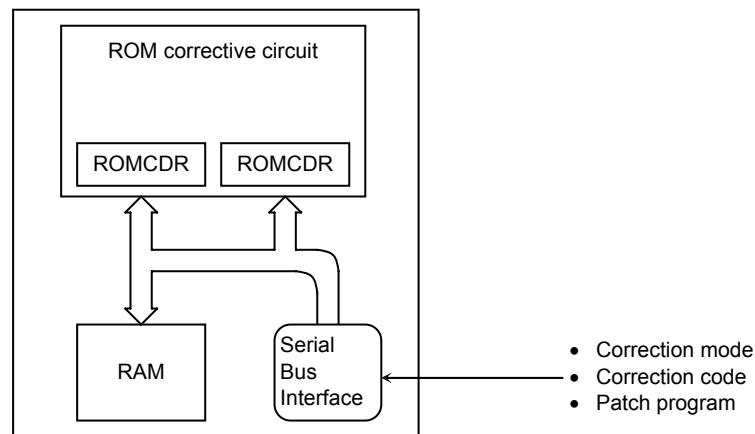 ROM corrective circuit
ROMCDR
ROMCDR
RAM
Serial
Bus
Interface
• Correction mode
• Correction code
• Patch program